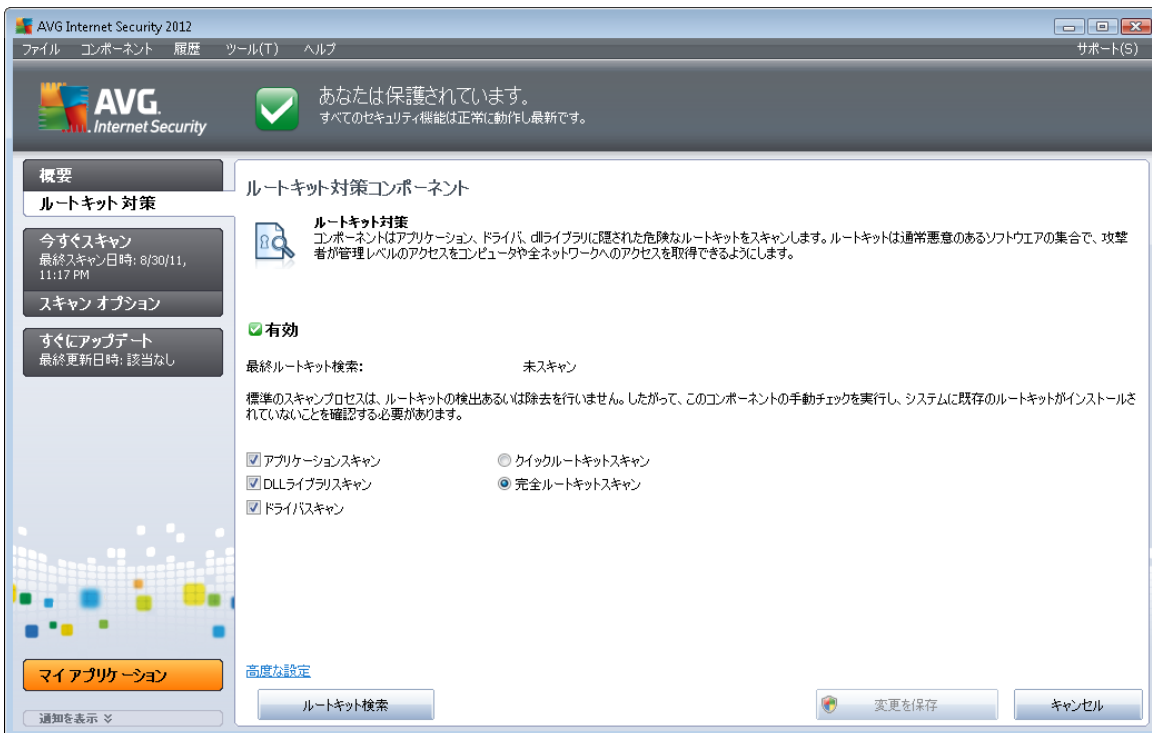 AVG Internet Security 2012
ファイル コンポーネント 履歴 ツール(T) ヘルプ サポート(S)
AVG.
Internet Security
あなたは保護されています。
すべてのセキュリティ機能は正常に動作し最新です。
概要
ルートキット対策
今すぐスキャン
最終スキャン日時: 8/30/11,
11:17 PM
スキャン オプション
すぐにアップデート
最終更新日時: 該当なし
マイ アプリケーション
通知を表示
ルートキット対策コンポーネント
ルートキット対策
コンポーネントはアプリケーション、ドライバ、dllライブラリに隠された危険なルートキットをスキャンします。ルートキットは通常悪意のあるソフトウエアの集合で、攻撃
者が管理レベルのアクセスをコンピュータや全ネットワークへのアクセスを取得できるようにします。
有効
最終ルートキット検索: 未スキャン
標準のスキャンプロセスは、ルートキットの検出あるいは除去を行いません。したがって、このコンポーネントの手動チェックを実行し、システムに既存のルートキットがインストールさ
れていないことを確認する必要があります。
アプリケーションスキャン クイックルートキットスキャン
DLLライブラリスキャン 完全ルートキットスキャン
ドライバスキャン
高度な設定
ルートキット検索 変更を保存 キャンセル